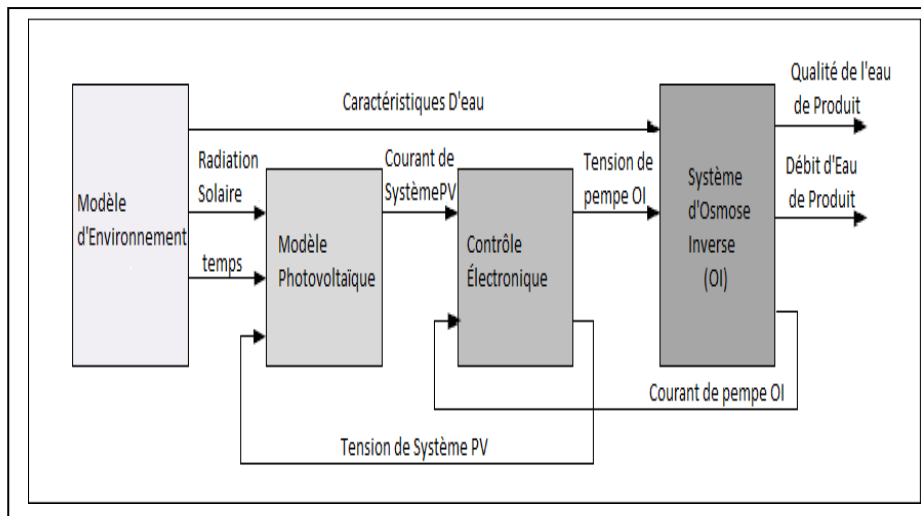 Caractéristiques D'eau
Qualité de l'eau
de Produit
Radiation
Solaire
Courant de
SystèmePV
Tension de
pempe OI
Débit d'Eau
de Produit
Modèle
d'Environnement
temps
Modèle
Photovoltaïque
Contrôle
Électronique
Système
d'Osmose
Inverse
(OI)
Courant de pempe OI
Tension de Système PV